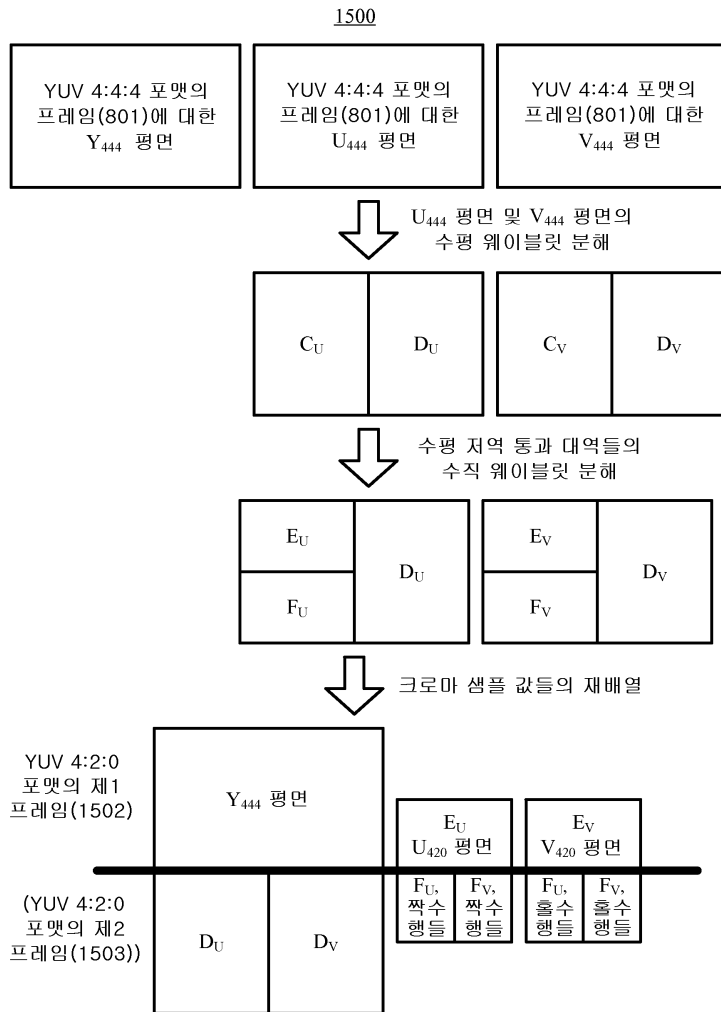 1500
YUV 4:4:4 포맷의
프레임(801)에 대한
Y444 평면
YUV 4:4:4 포맷의
프레임(801)에 대한
U444 평면
YUV 4:4:4 포맷의
프레임(801)에 대한
V444 평면
U444 평면 및 V444 평면의
수평 웨이블릿 분해
CU
DU
CV
DV
수평 저역 통과 대역들의
수직 웨이블릿 분해
EU
FU
DU
EV
FV
DV
크로마 샘플 값들의 재배열
YUV 4:2:0
포맷의 제1
프레임(1502)
Y444 평면
EU
U420 평면
EV
V420 평면
(YUV 4:2:0
포맷의 제2
프레임(1503))
DU
DV
FU,
짝수
행들
FV,
짝수
행들
FU,
홀수
행들
FV,
홀수
행들